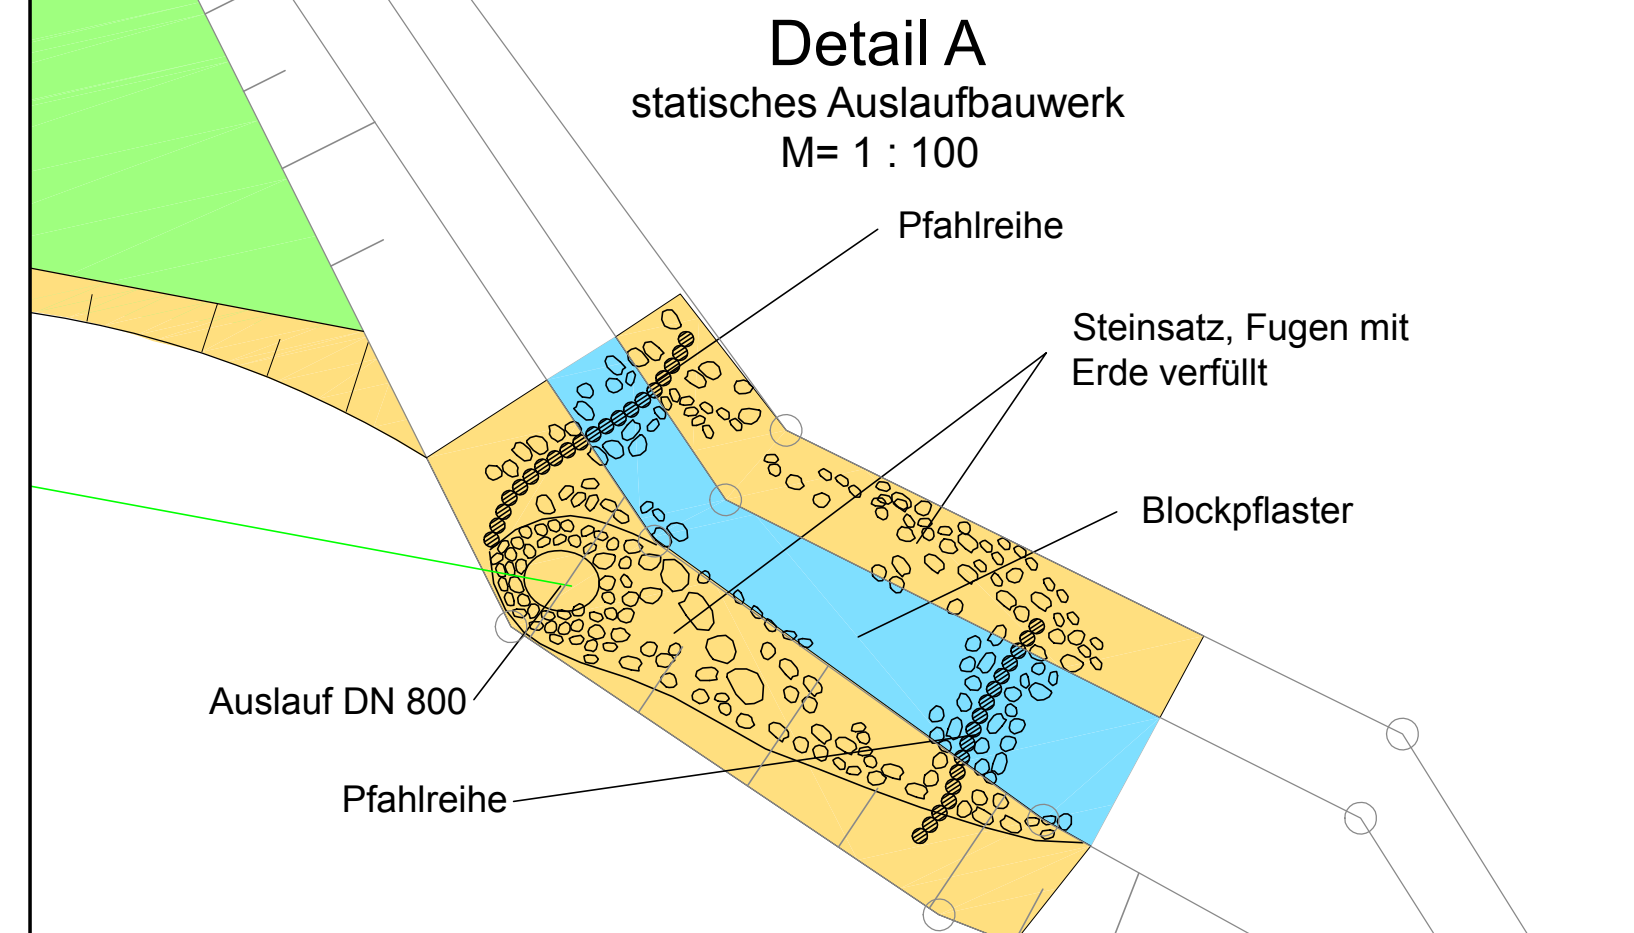 Detail A
statisches Auslaufbauwerk
M= 1 : 100
Pfahlreihe
Steinsatz, Fugen mit
Erde verfüllt
Blockpflaster
Auslauf DN 800
Pfahlreihe